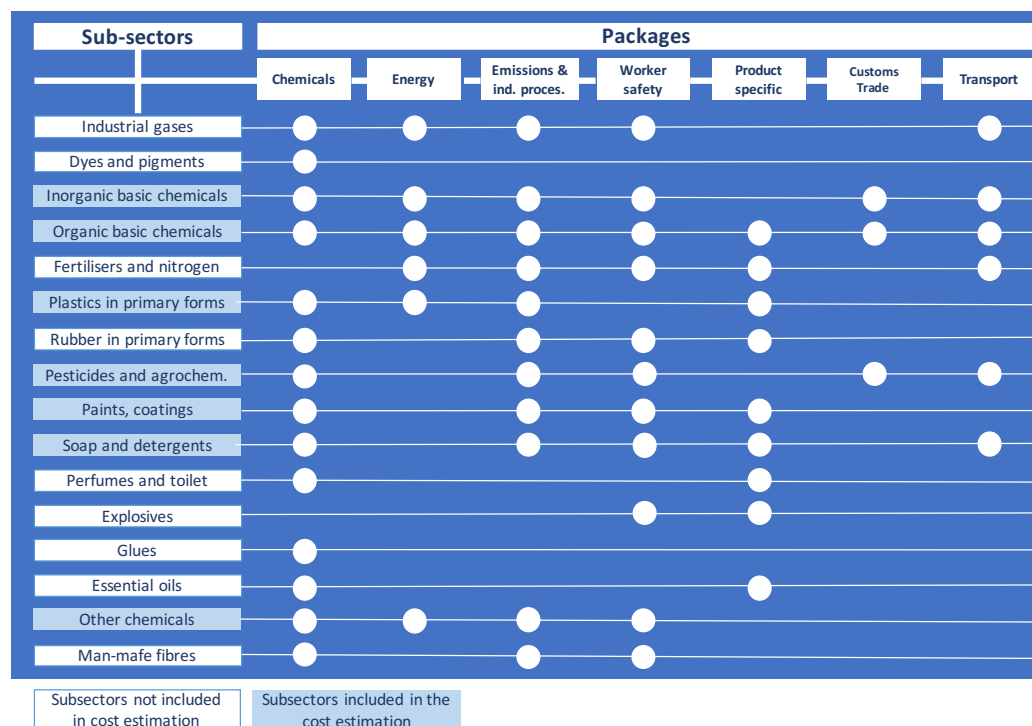 Sub-sectors
Packages
Chemicals
Energy
Emissions &
ind. proces.
Worker
safety
Product
specific
Customs
Trade
Transport
Industrial gases
Dyes and pigments
Inorganic basic chemicals
Organic basic chemicals
Fertilisers and nitrogen
Plastics in primary forms
Rubber in primary forms
Pesticides and agrochem.
Paints, coatings
Soap and detergents
Perfumes and toilet
Explosives
Glues
Essential oils
Other chemicals
Man-mafe fibres
Subsectors not included
in cost estimation
Subsectors included in the
cost estimation